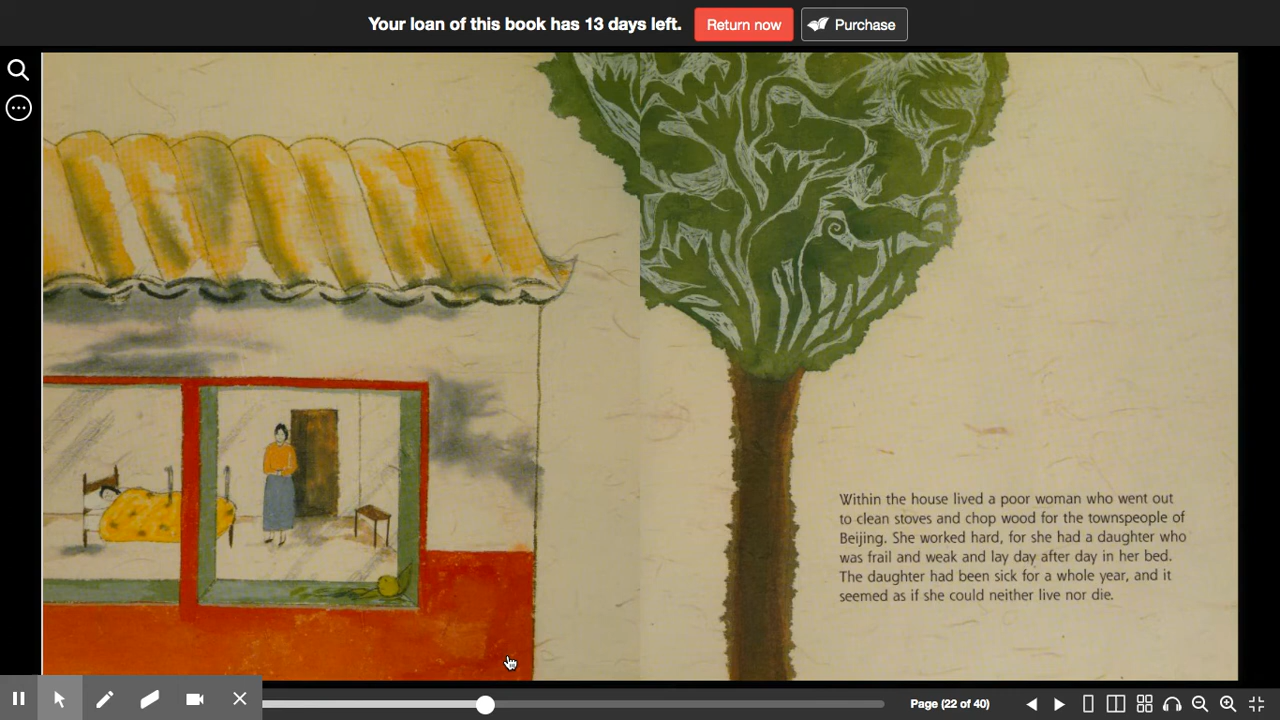 Your loan of this book has 13 days left. Return now Purchase
Within the house lived a poor woman who went out
to clean stoves and chop wood for the townspeople of
Beijing. She worked hard, for she had a daughter who
was frail and weak and lay day after day in her bed.
The daughter had been sick for a whole year, and it
seemed as if she could neither live nor die.
Page (22 of 40)